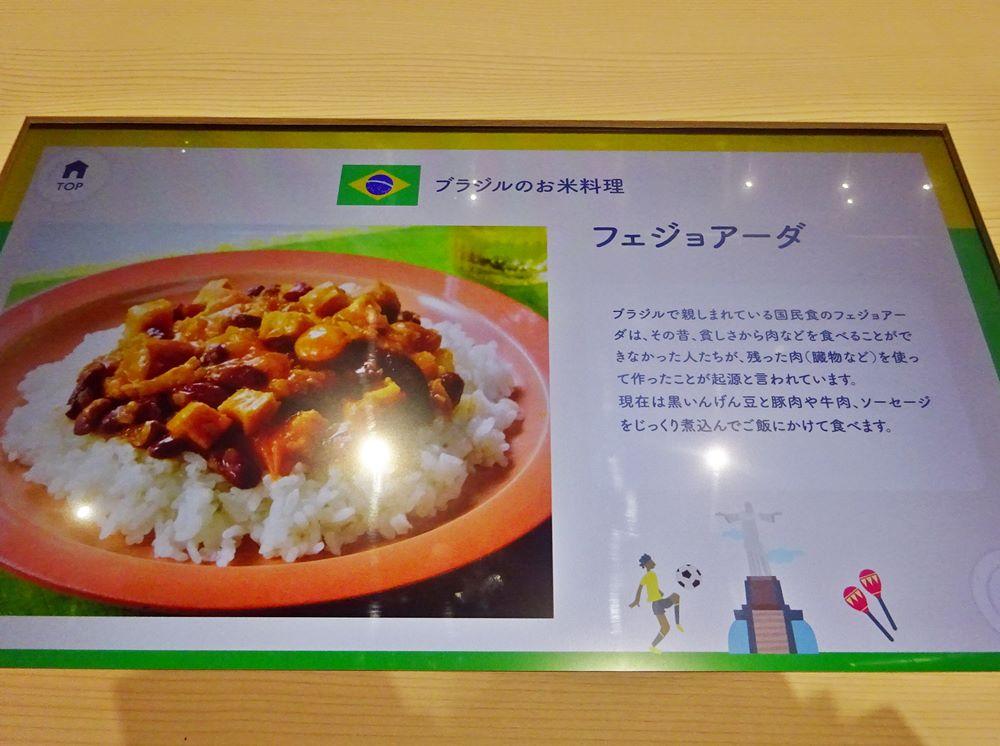 TOP
ブラジルのお米料理
フェジョアーダ
ブラジルで親しまれている国民食のフェジョアー
ダは、その昔、貧しさから肉などを食べることがで
きなかった人たちが、残った肉（臓物など）を使っ
て作ったことが起源と言われています。
現在は黒いんげん豆と豚肉や牛肉、ソーセージ
をじっくり煮込んでご飯にかけて食べます。